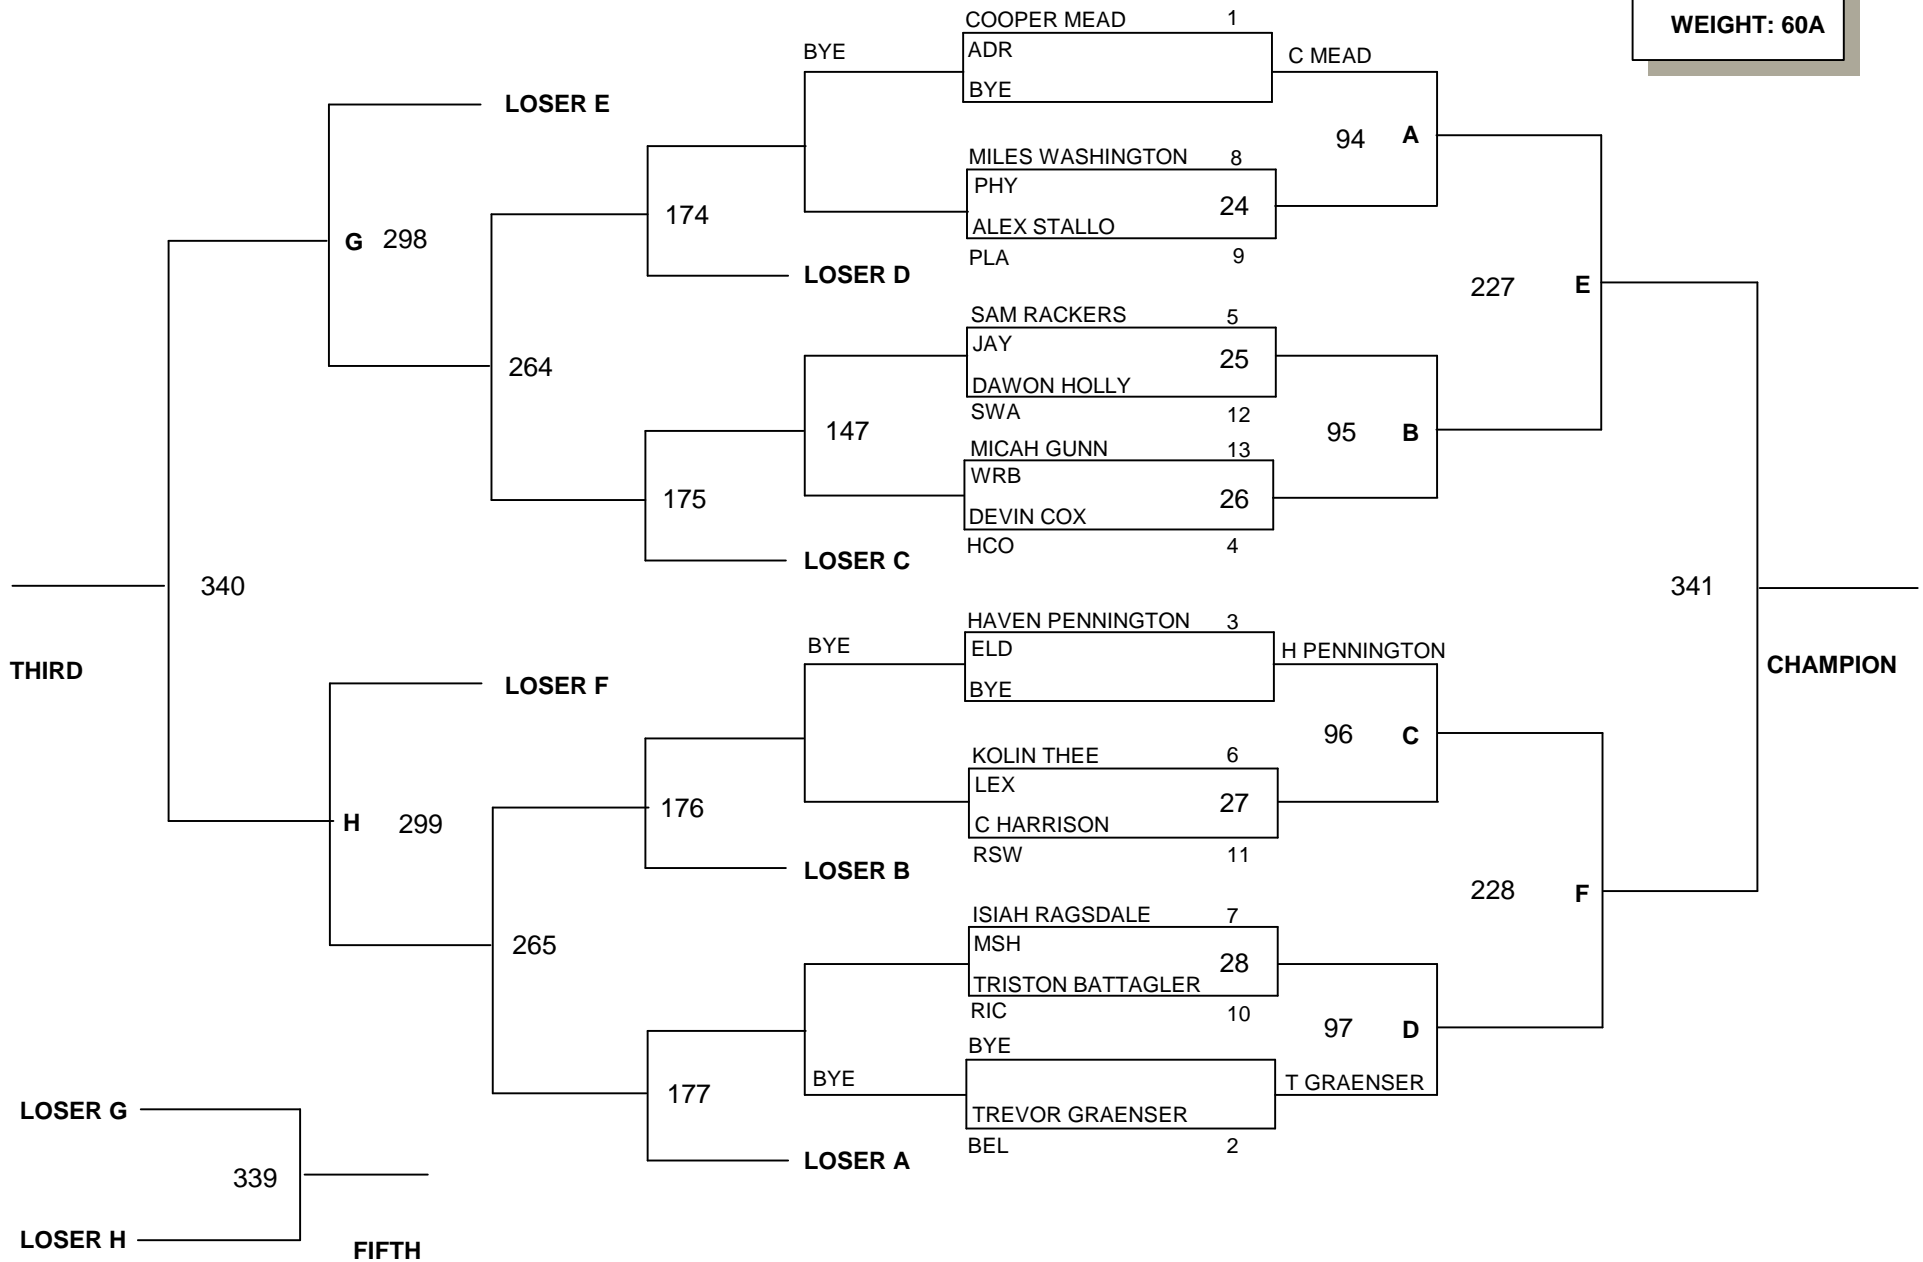 WEIGHT: 60A
COOPER MEAD 1
ADR
BYE
BYE
C MEAD
LOSER E
94 A
MILES WASHINGTON 8
PHY
24
ALEX STALLO
PLA 9
174
G 298
LOSER D
227 E
SAM RACKERS 5
JAY
25
DAWON HOLLY
SWA 12
264
147
95 B
MICAH GUNN 13
WRB
26
DEVIN COX
HCO 4
175
LOSER C
340
341
THIRD
CHAMPION
HAVEN PENNINGTON 3
BYE
ELD
BYE
H PENNINGTON
LOSER F
96 C
KOLIN THEE 6
LEX
27
C HARRISON
RSW 11
176
H 299
LOSER B
228 F
ISIAH RAGSDALE 7
MSH
28
TRISTON BATTAGLER
RIC 10
265
97 D
BYE
BYE
TREVOR GRAENSER
BEL 2
T GRAENSER
177
LOSER A
LOSER G
339
LOSER H
FIFTH